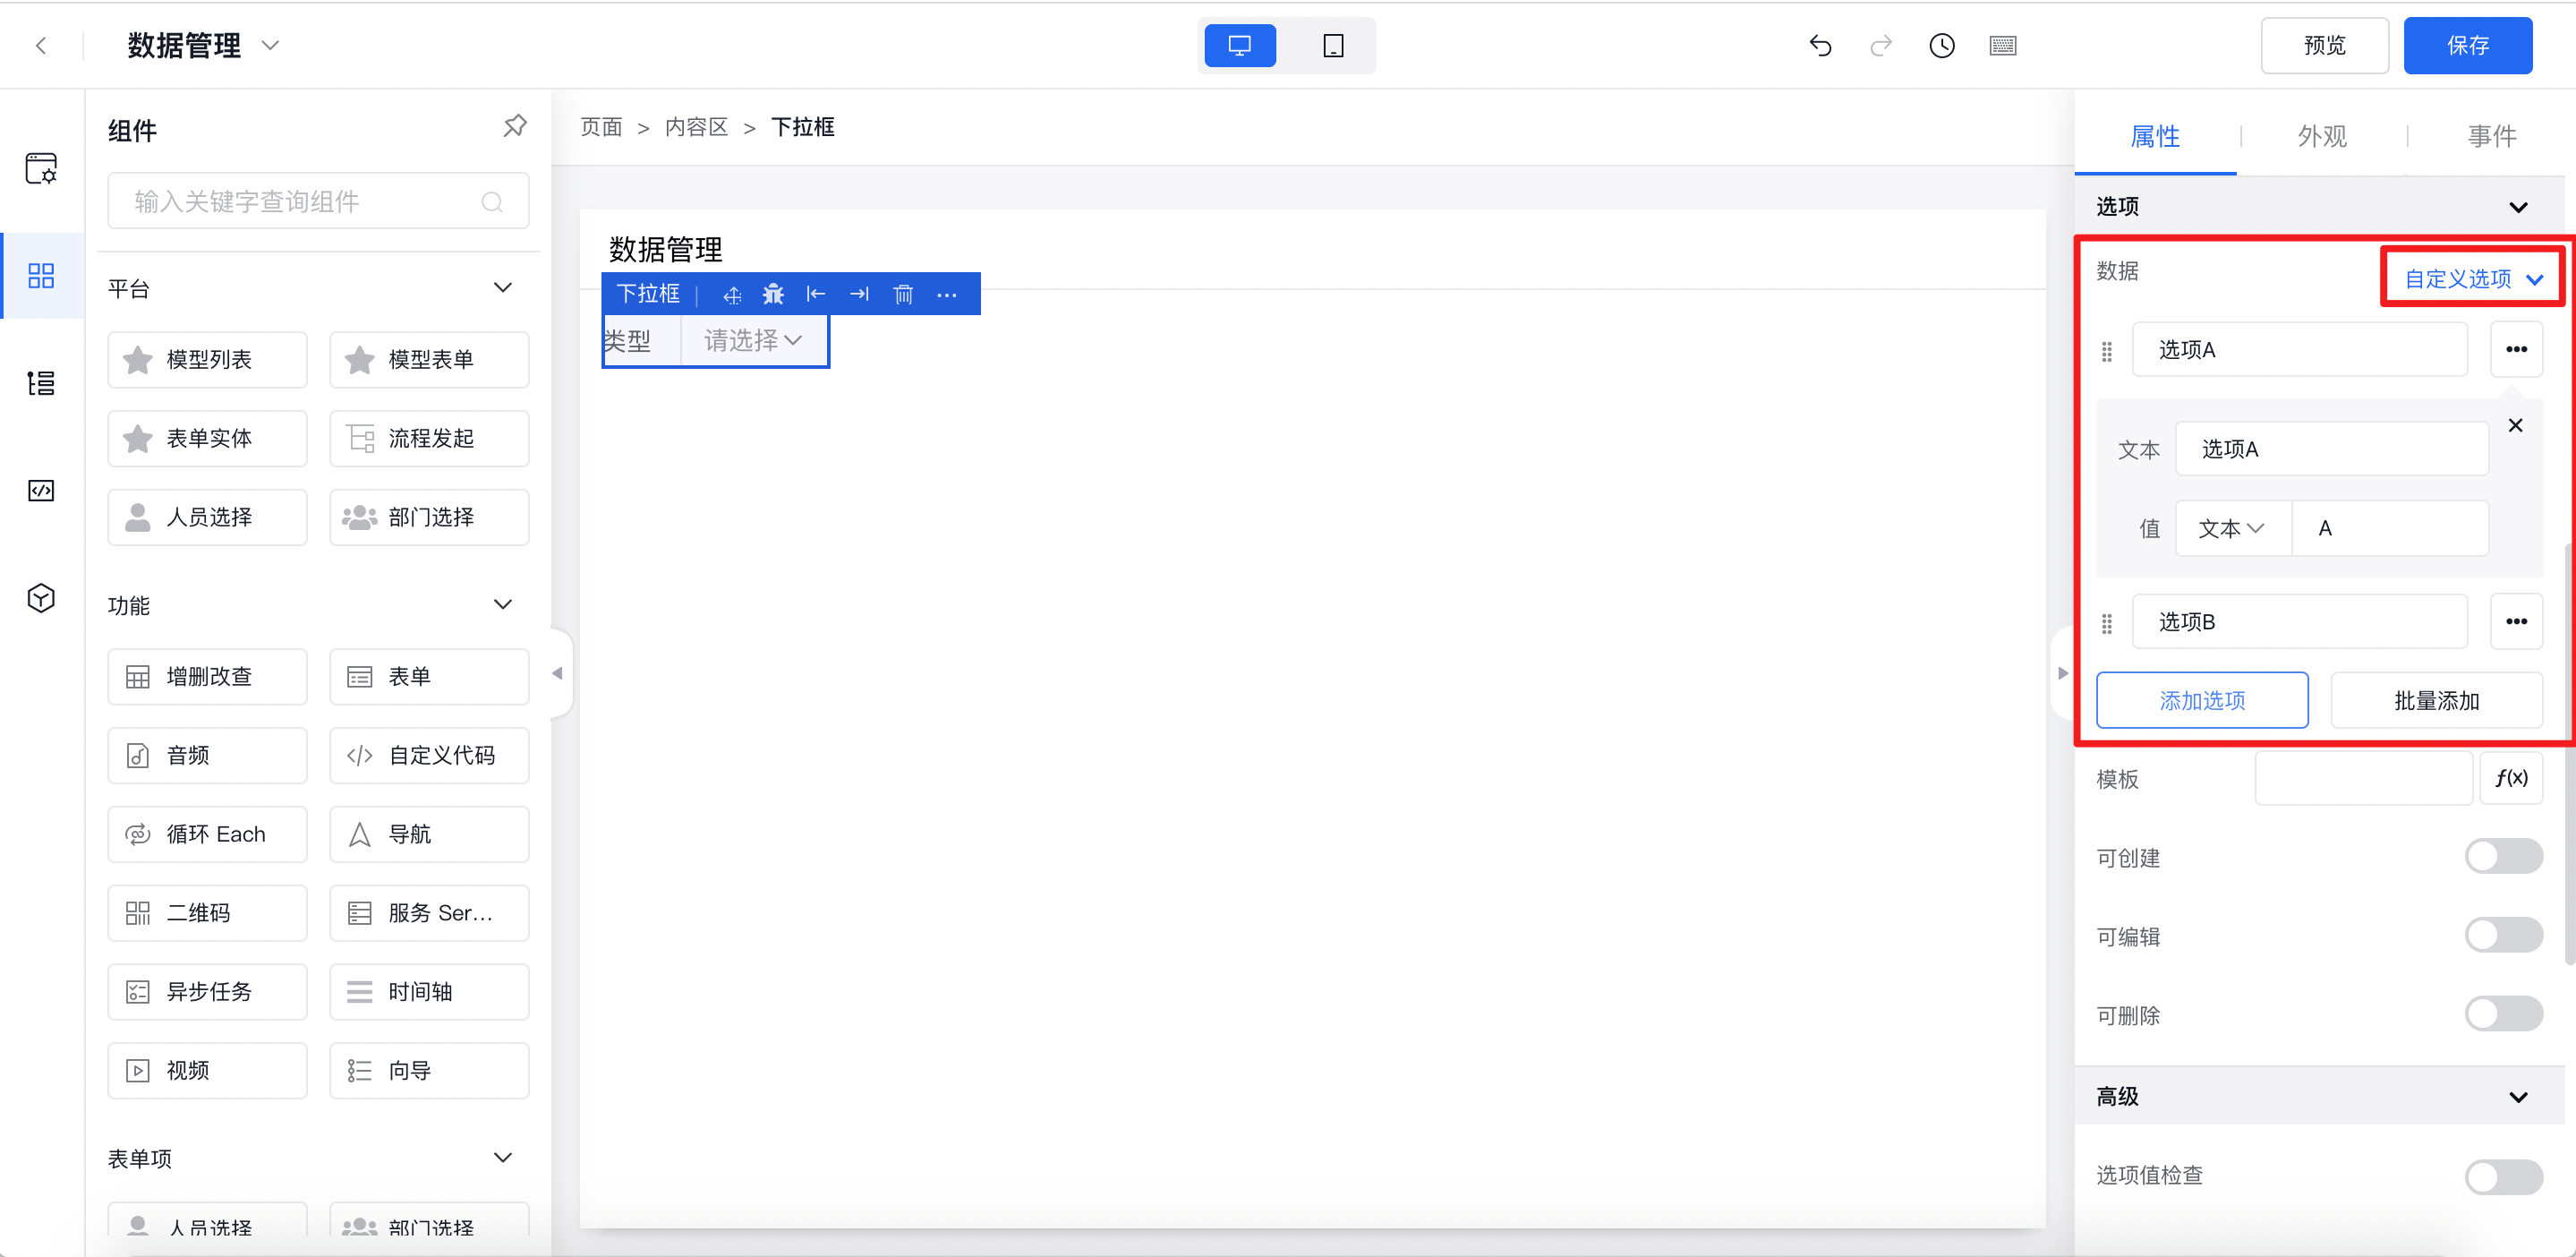 数据管理
预览
保存
组件
输入关键字查询组件
平台
模型列表
模型表单
表单实体
流程发起
人员选择
部门选择
功能
增删改查
表单
音频
自定义代码
循环 Each
导航
二维码
服务 Ser...
异步任务
时间轴
视频
向导
表单项
人员选择
部门选择
页面 > 内容区 > 下拉框
数据管理
下拉框
类型
请选择
属性
外观
事件
选项
数据
自定义选项
选项A
文本
选项A
值
文本
A
选项B
添加选项
批量添加
模板
f(x)
可创建
可编辑
可删除
高级
选项值检查